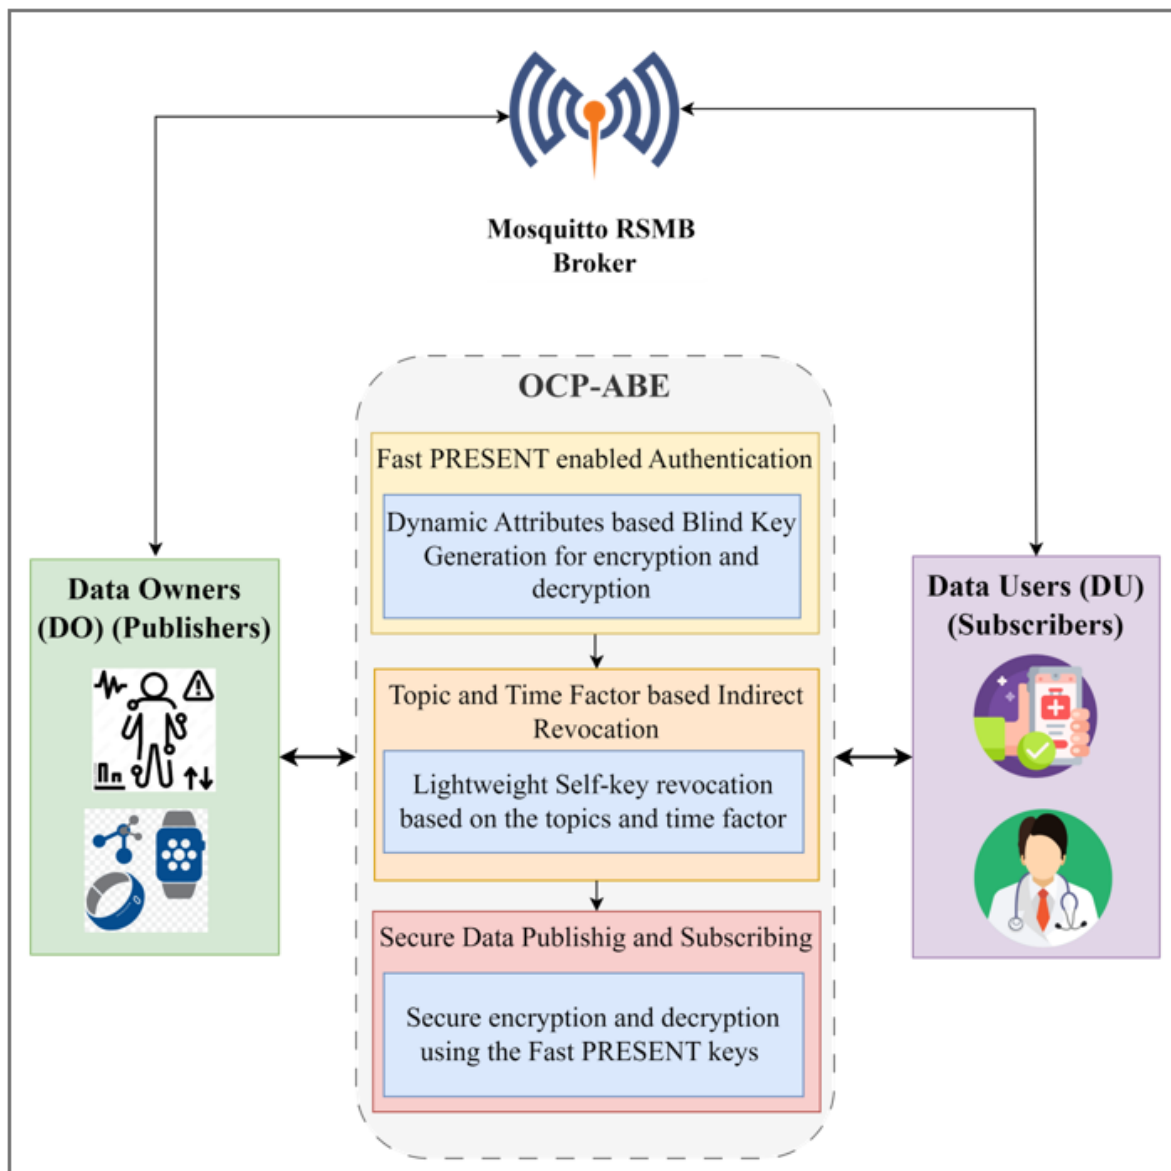 Mosquitto RSMB
Broker
OCP-ABE
Fast PRESENT enabled Authentication
Dynamic Attributes based Blind Key
Generation for encryption and
decryption
Data Owners
(DO) (Publishers)
Data Users (DU)
(Subscribers)
Topic and Time Factor based Indirect
Revocation
Lightweight Self-key revocation
based on the topics and time factor
Secure Data Publishig and Subscribing
Secure encryption and decryption
using the Fast PRESENT keys